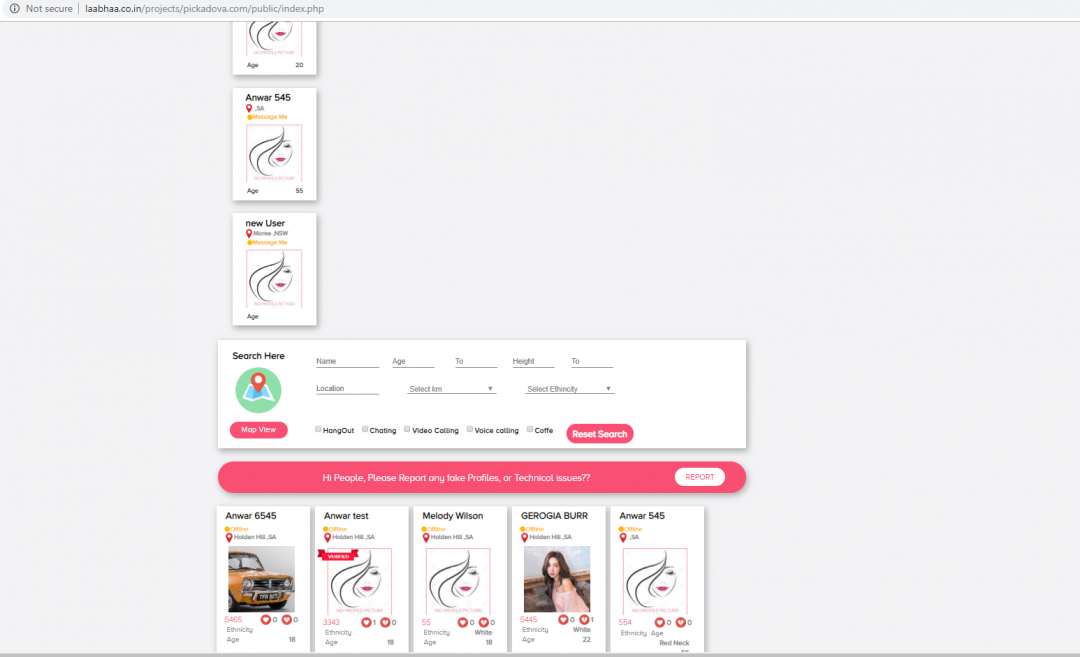 Not secure | laabhaa.co.in/projects/pickadova.com/public/index.php
NO PROFILE PICTURE
Age 20
Anwar 545
,SA
Message Me
NO PROFILE PICTURE
Age 55
new User
Moree ,NSW
Message Me
NO PROFILE PICTURE
Age
Search Here
Name Age To Height To
Location Select km Select Ethincity
Map View
HangOut Chating Video Calling Voice calling Coffe Reset Search
Hi People, Please Report any fake Profiles, or Technical issues?? REPORT
Anwar 6545
Offline
Holden Hill ,SA
5465 0 0
Ethnicity
Age 18
Anwar test
Offline
Holden Hill ,SA
VERIFIED
NO PROFILE PICTURE
3343 1 0
Ethnicity
Age 18
Melody Wilson
Offline
Holden Hill ,SA
NO PROFILE PICTURE
55 0 0
Ethnicity White
Age 18
GEROGIA BURR
Offline
Holden Hill ,SA
5445 0 1
Ethnicity White
Age 22
Anwar 545
Offline
,SA
NO PROFILE PICTURE
554 0 0
Ethnicity Age
Red Neck